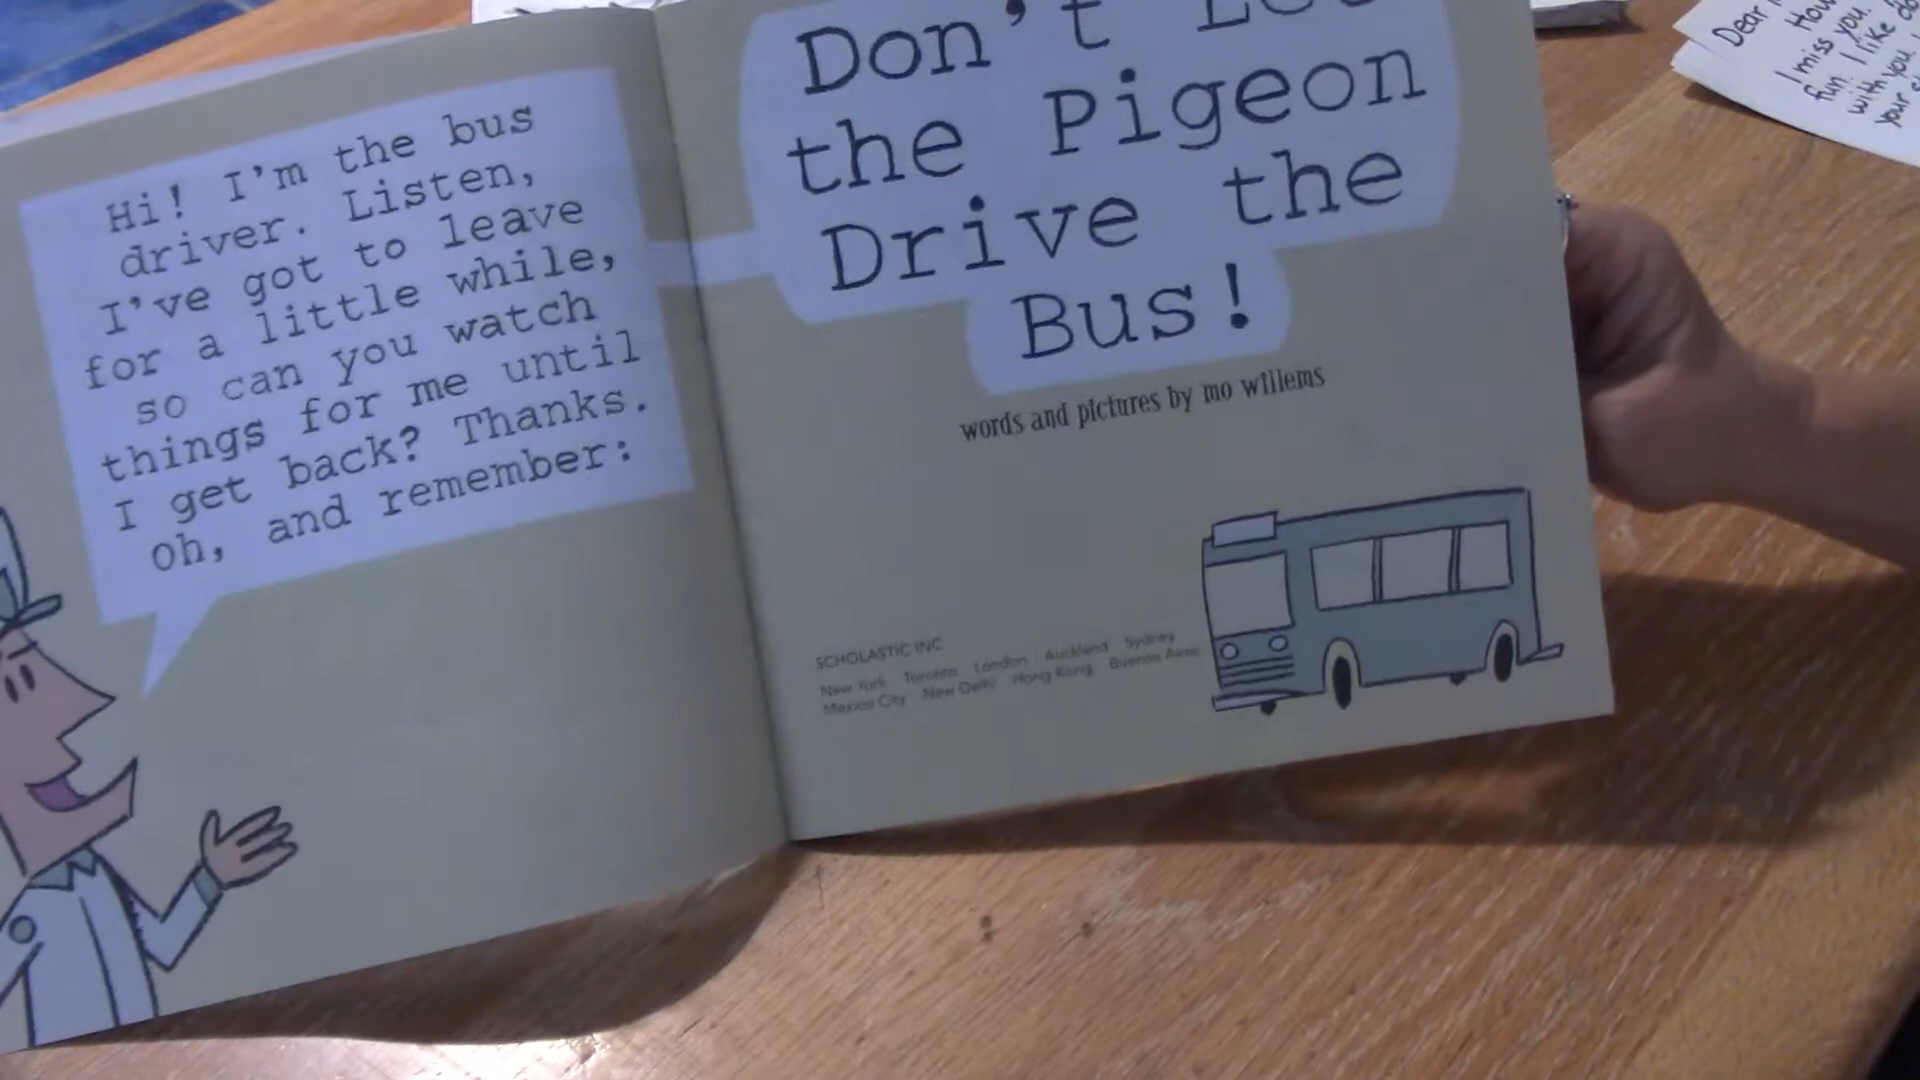 Hi! I'm the bus
driver. Listen,
I've got to leave
for a little while,
so can you watch
things for me until
I get back? Thanks.
Oh, and remember:
Don't
the Pigeon
Drive the
Bus!
words and pictures by mo willems
SCHOLASTIC INC.
New York Toronto London Auckland Sydney
Mexico City New Delhi Hong Kong Buenos Aires
Dear
How
I miss you.
fun. I like
with you.
your